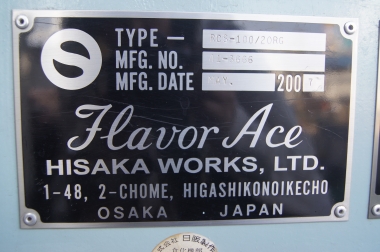 TYPE —
MFG. NO.
MFG. DATE 200
Flavor Ace
HISAKA WORKS, LTD.
1-48, 2-CHOME, HIGASHIKONOIKECHO
OSAKA · JAPAN